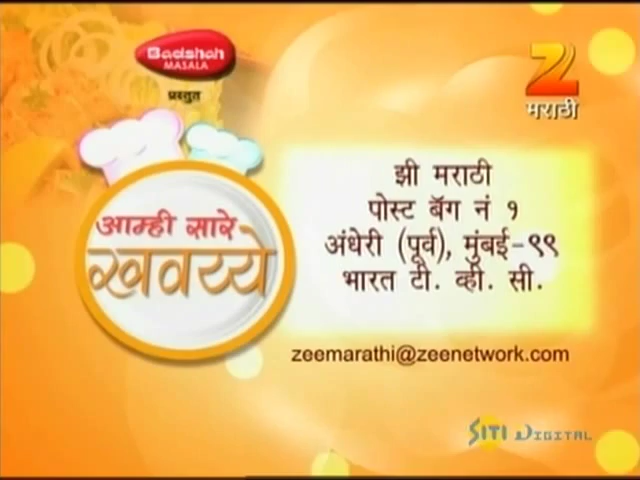 Badshah
MASALA
प्रस्तुत
मराठी
आम्ही सारे
खवय्ये
झी मराठी
पोस्ट बॅग नं १
अंधेरी (पूर्व), मुंबई-९९
भारत टी. व्ही. सी.
zeemarathi@zeenetwork.com
SITI DIGITAL